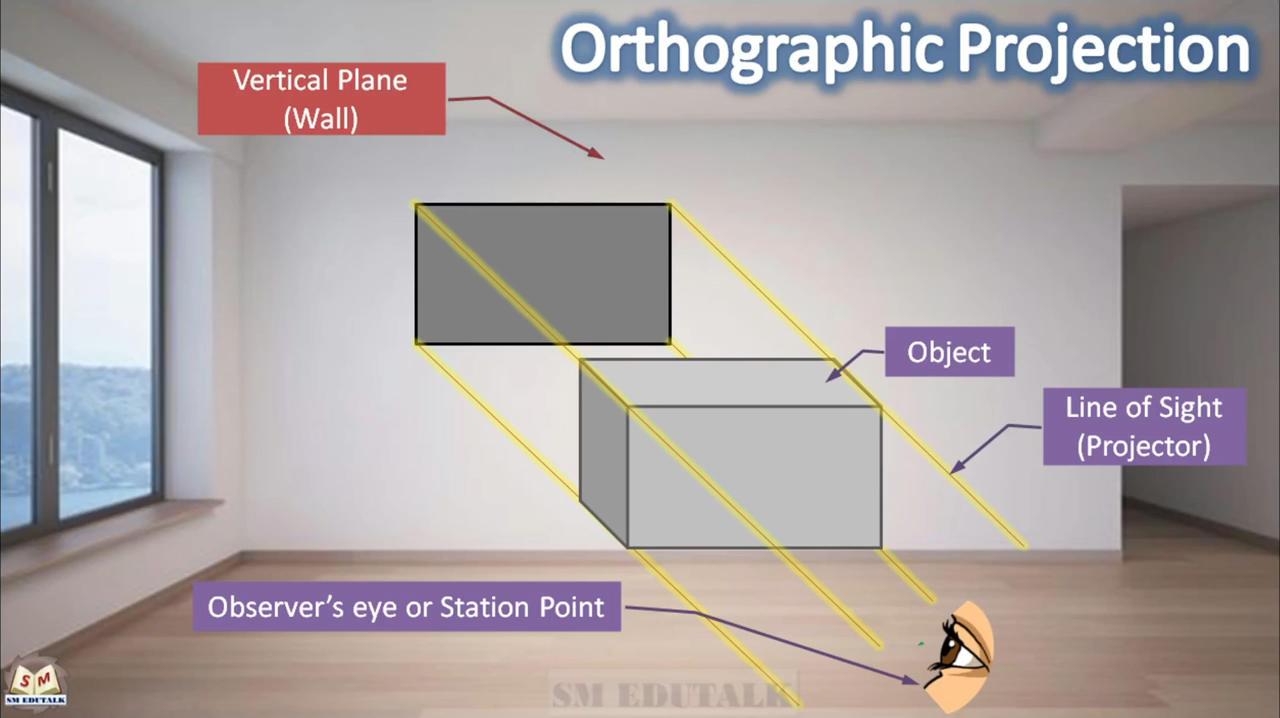 Orthographic Projection
Vertical Plane
(Wall)
Object
Line of Sight
(Projector)
Observer’s eye or Station Point
SM
SM EDUTALK
SM EDUTALK